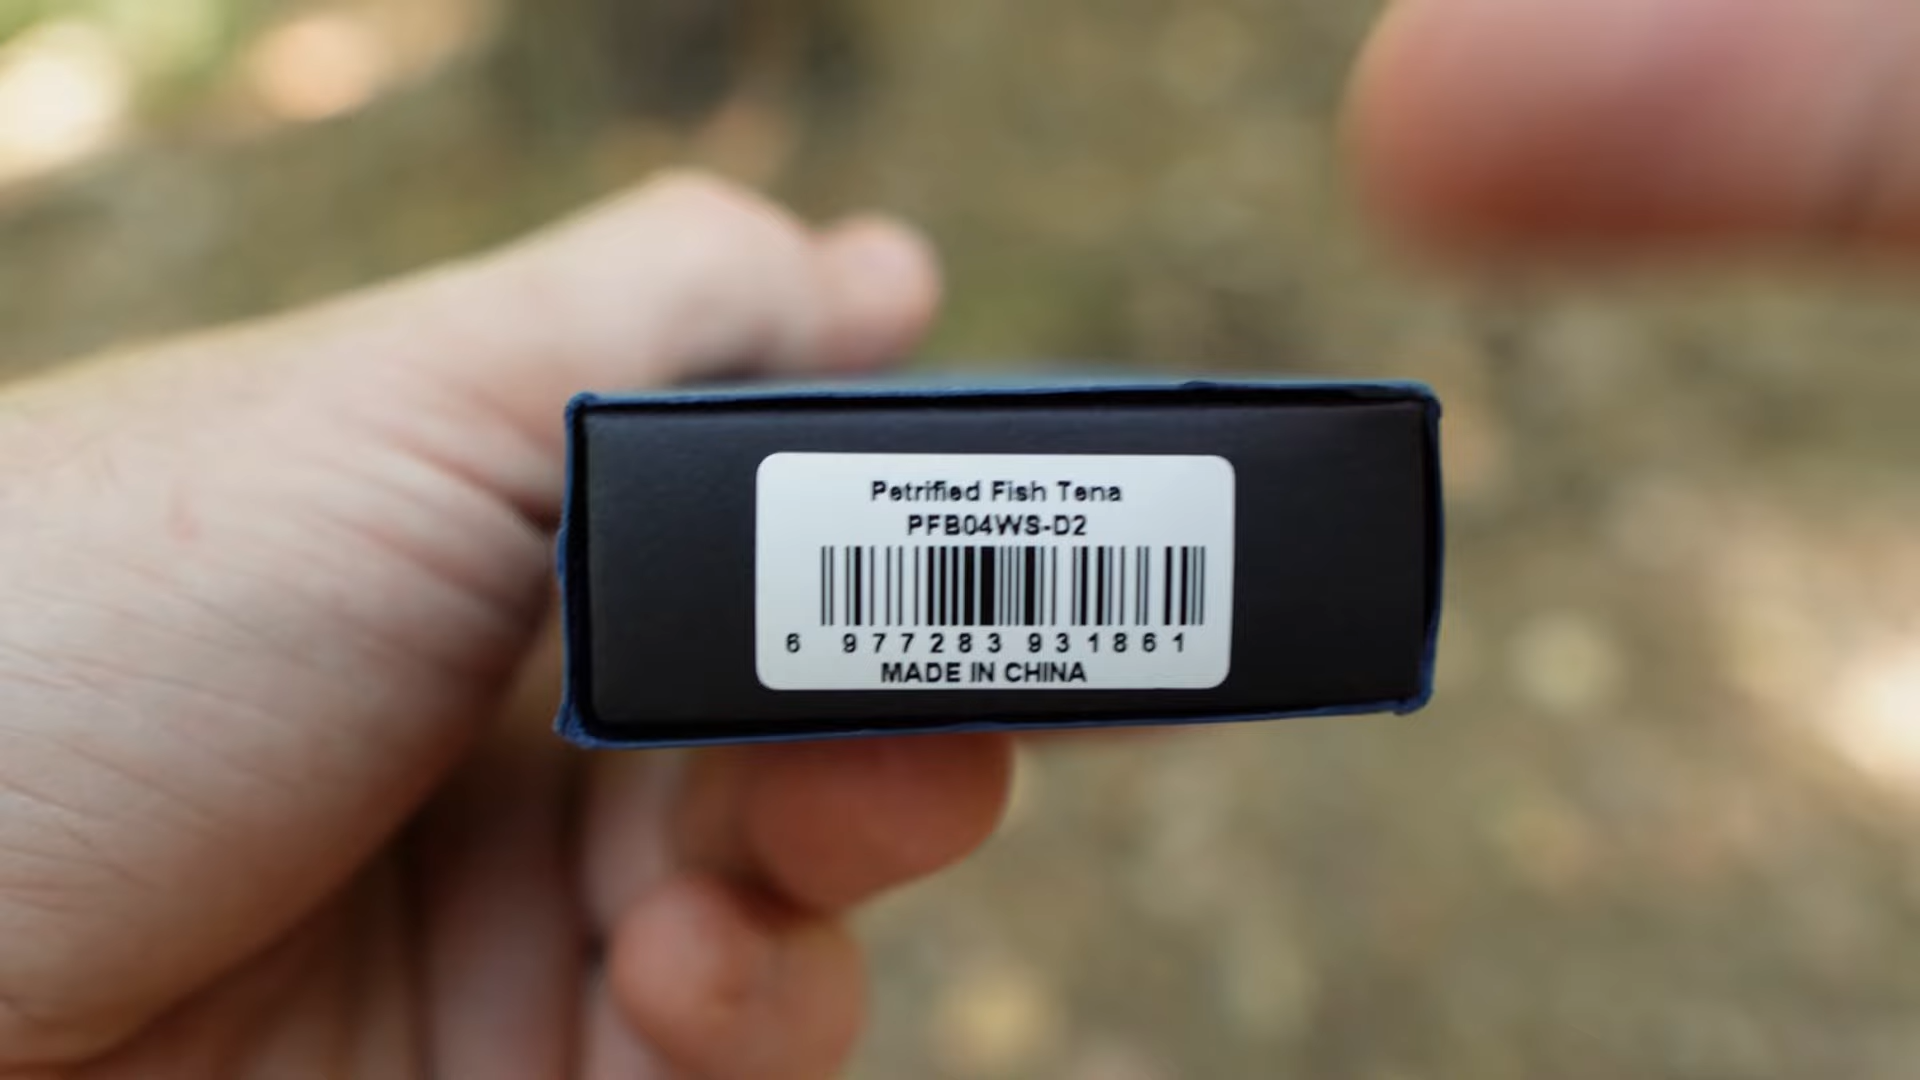 Petrified Fish Tena
PFB04WS-D2
6 977283 931861
MADE IN CHINA